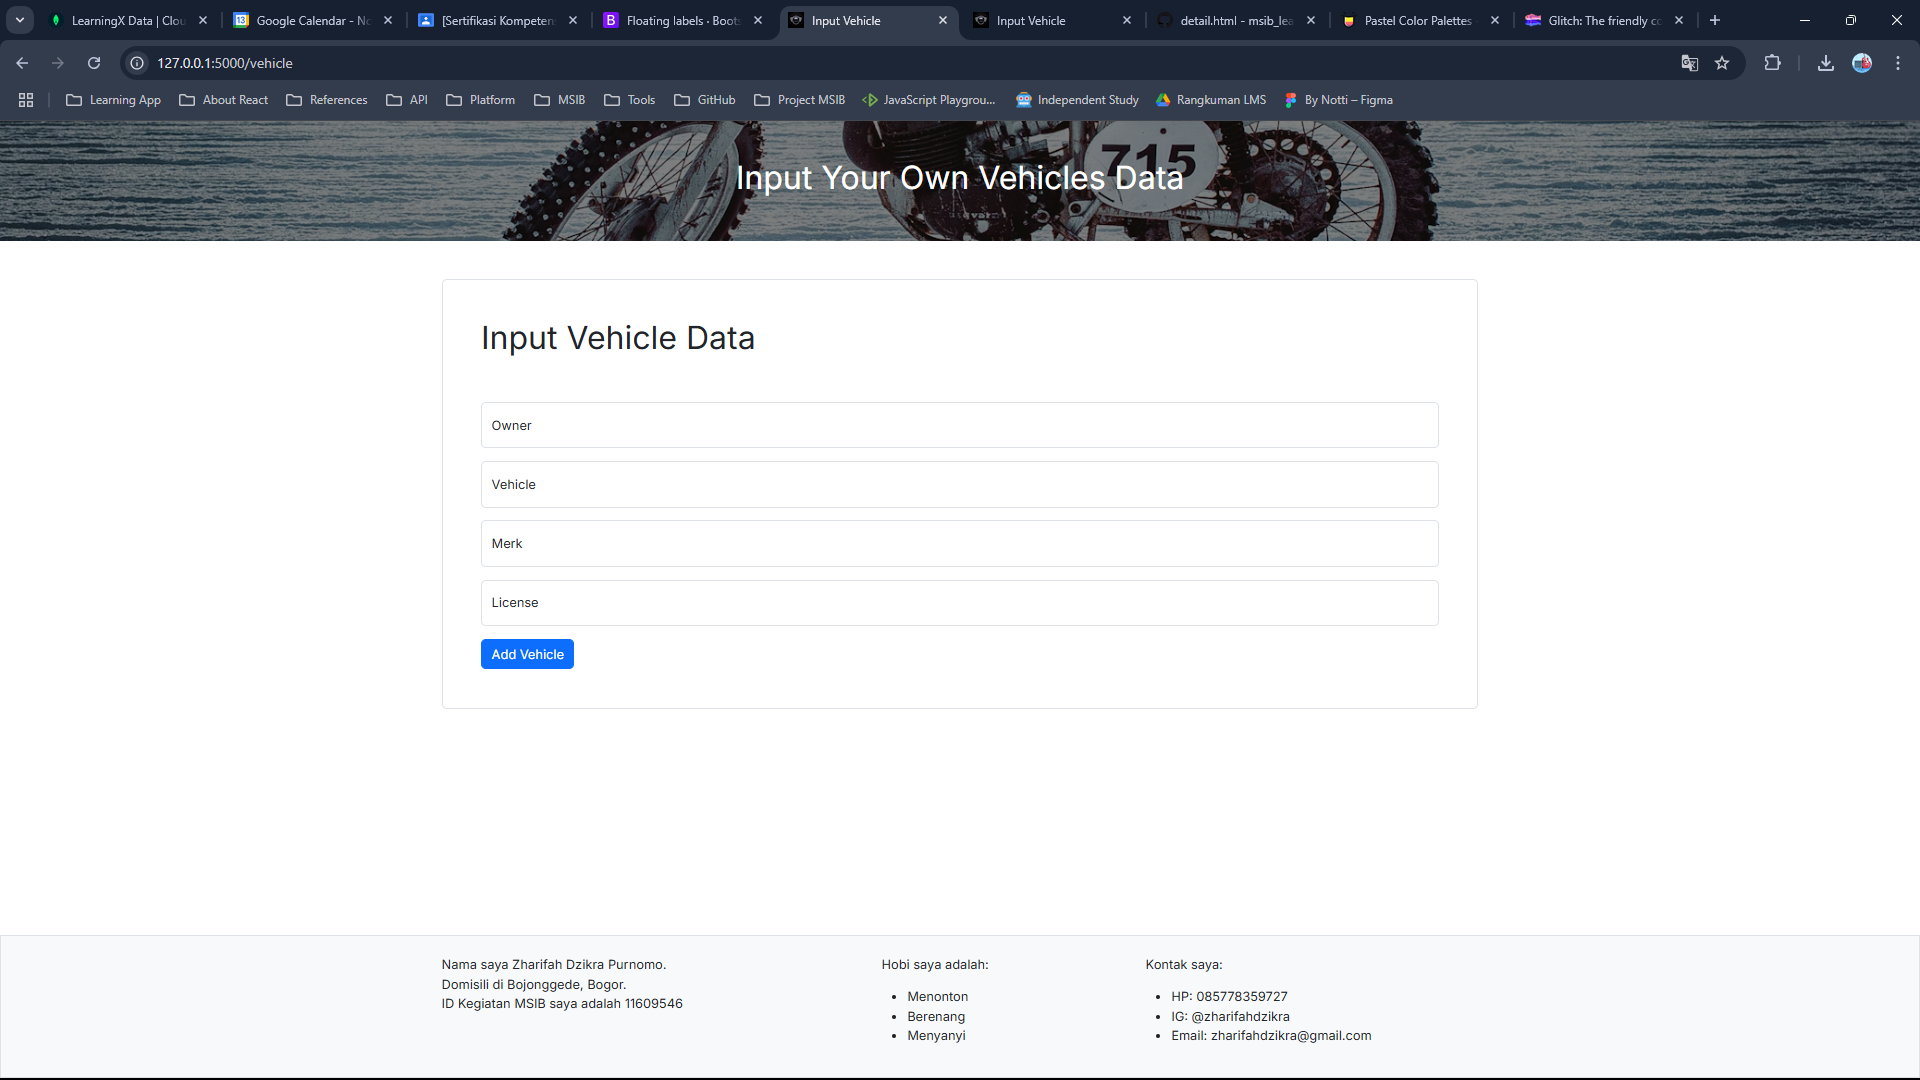 LearningX Data | Clou
Google Calendar - No
[Sertifikasi Kompeten
Floating labels · Boots
Input Vehicle
Input Vehicle
detail.html - msib_lea
Pastel Color Palettes
Glitch: The friendly co
127.0.0.1:5000/vehicle
Learning App
About React
References
API
Platform
MSIB
Tools
GitHub
Project MSIB
JavaScript Playgrou...
Independent Study
Rangkuman LMS
By Notti – Figma
715
Input Your Own Vehicles Data
Input Vehicle Data
Owner
Vehicle
Merk
License
Add Vehicle
Nama saya Zharifah Dzikra Purnomo.
Domisili di Bojonggede, Bogor.
ID Kegiatan MSIB saya adalah 11609546
Hobi saya adalah:
• Menonton
• Berenang
• Menyanyi
Kontak saya:
• HP: 085778359727
• IG: @zharifahdzikra
• Email: zharifahdzikra@gmail.com